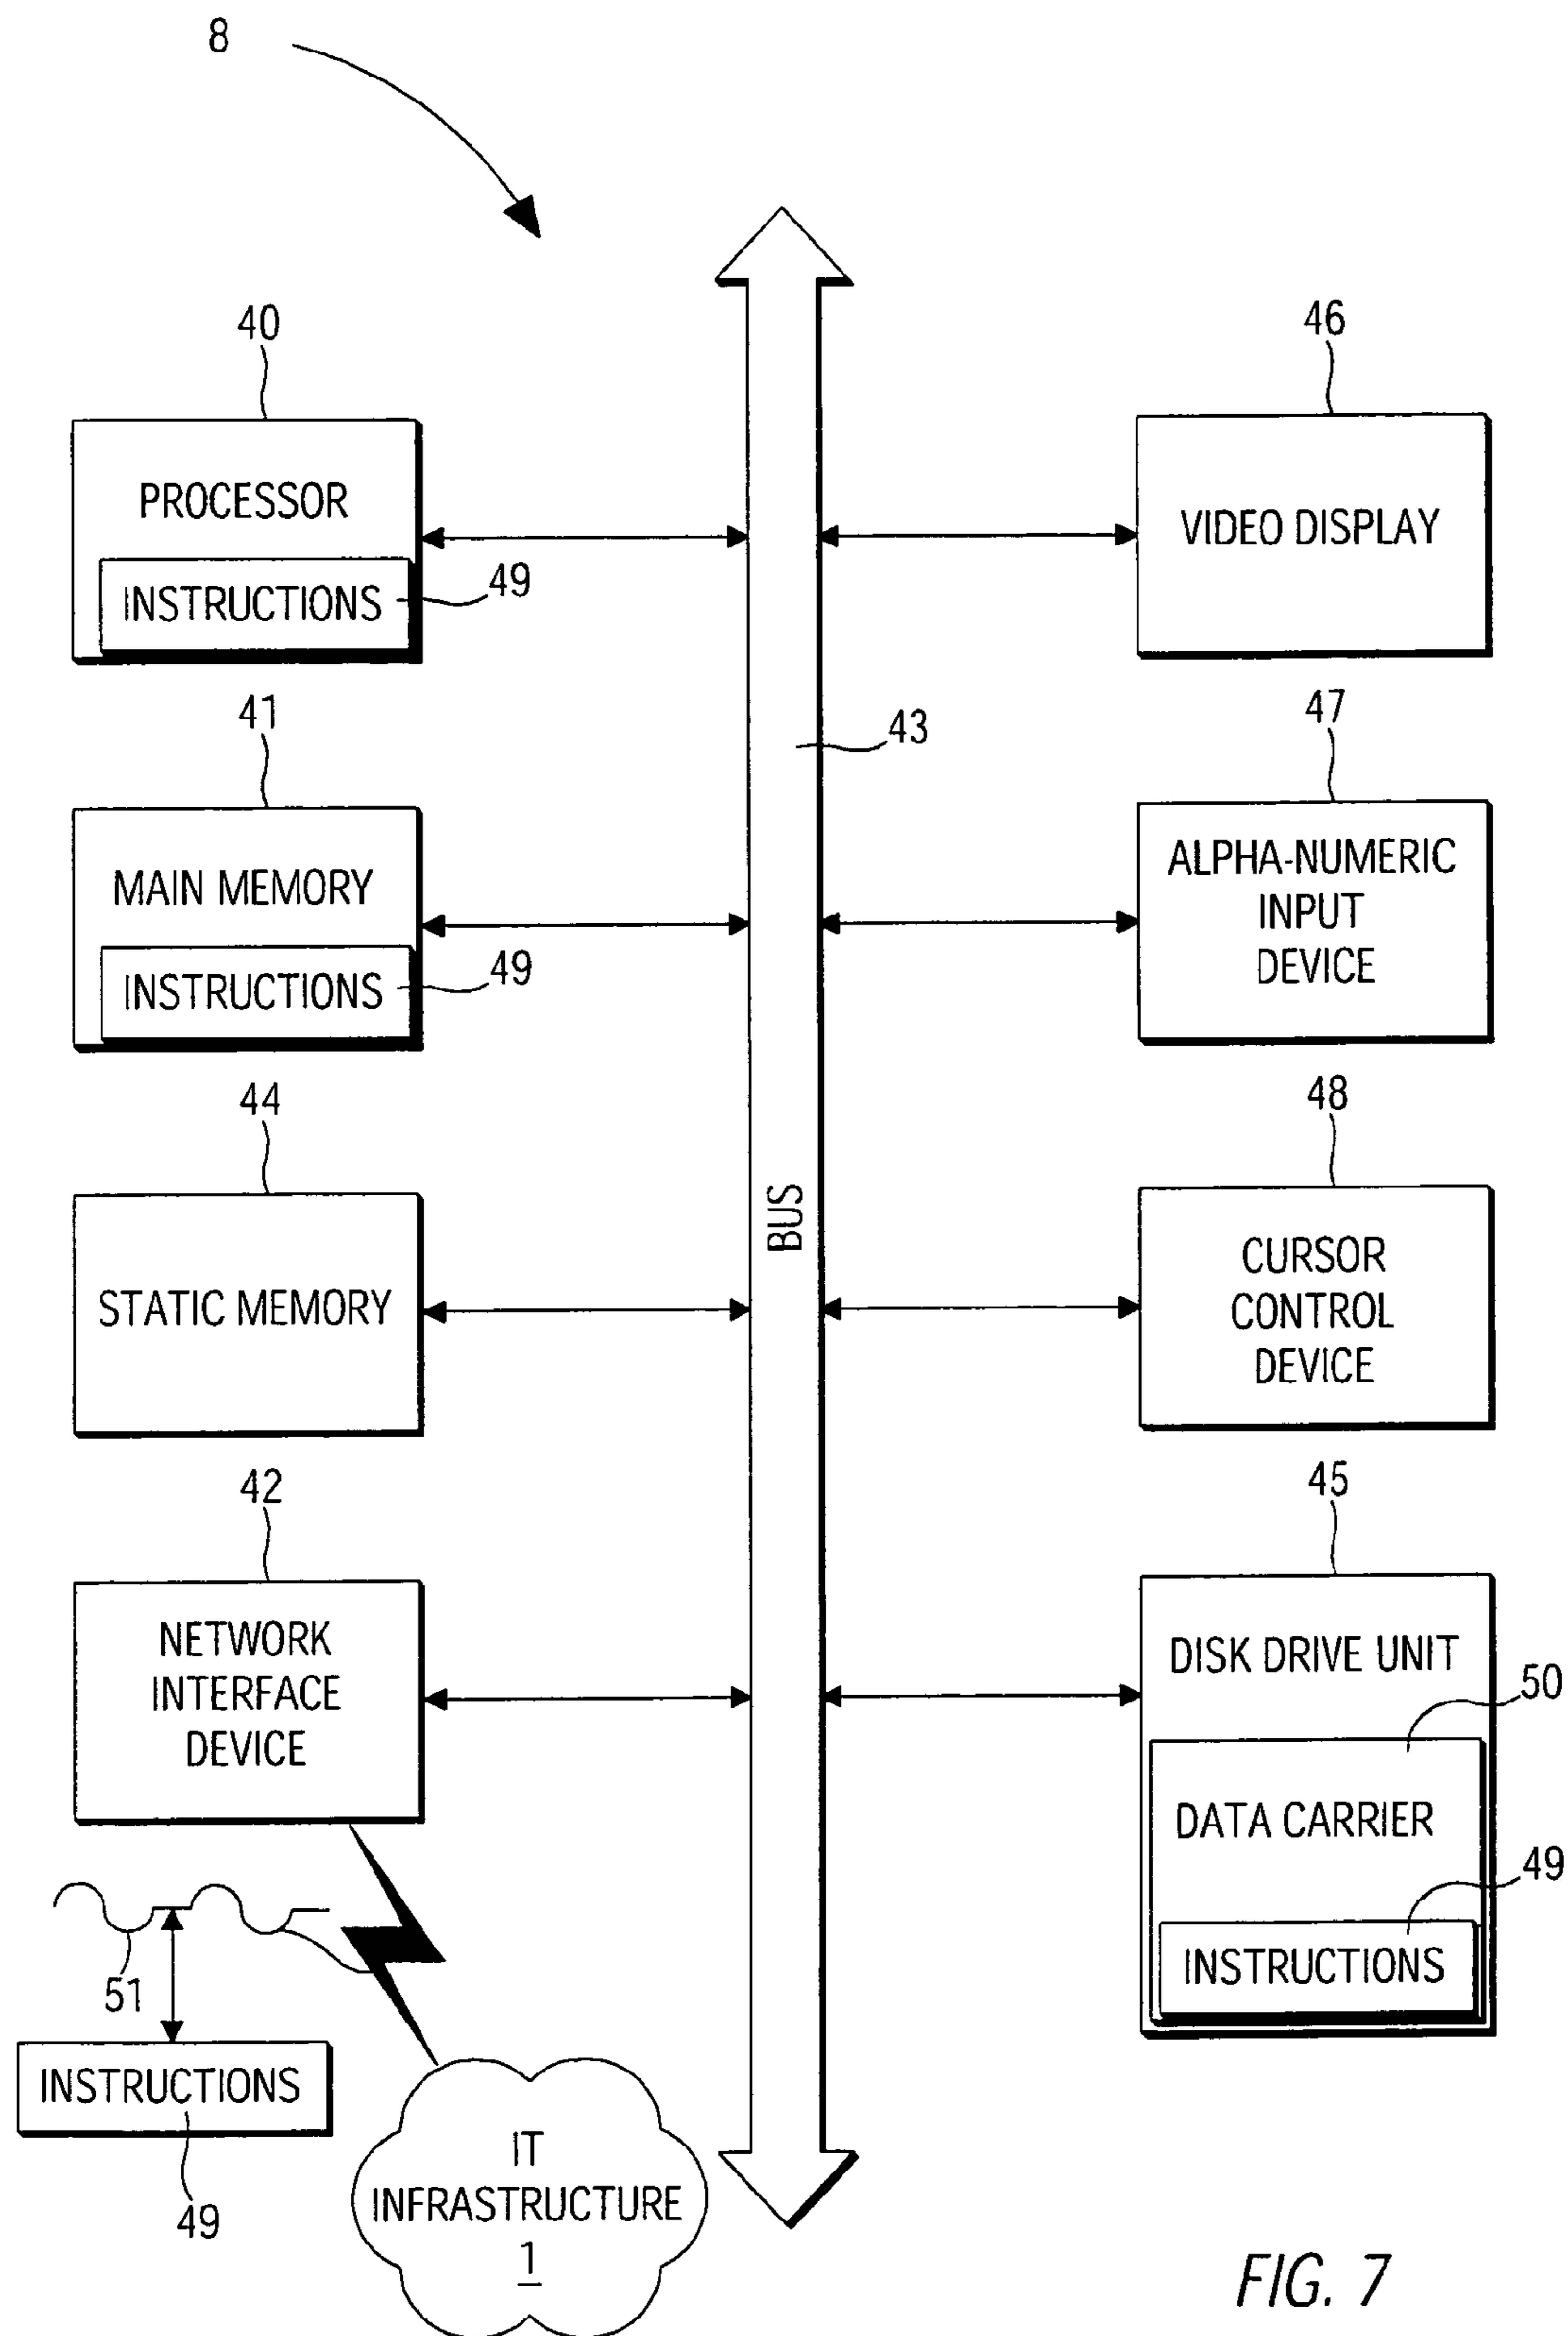 8
40
PROCESSOR
INSTRUCTIONS
49
41
MAIN MEMORY
INSTRUCTIONS
49
44
STATIC MEMORY
42
NETWORK
INTERFACE
DEVICE
51
INSTRUCTIONS
49
IT
INFRASTRUCTURE
1
43
BUS
46
VIDEO DISPLAY
47
ALPHA-NUMERIC
INPUT
DEVICE
48
CURSOR
CONTROL
DEVICE
45
DISK DRIVE UNIT
50
DATA CARRIER
49
INSTRUCTIONS
FIG. 7